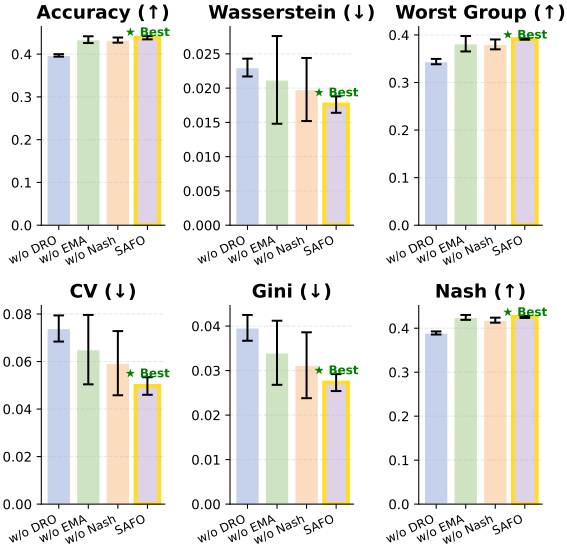 Accuracy (↑)
★ Best
0.4
0.3
0.2
0.1
0.0
w/o DRO
w/o EMA
w/o Nash
SAFO
Wasserstein (↓)
★ Best
0.025
0.020
0.015
0.010
0.005
0.000
w/o DRO
w/o EMA
w/o Nash
SAFO
Worst Group (↑)
★ Best
0.4
0.3
0.2
0.1
0.0
w/o DRO
w/o EMA
w/o Nash
SAFO
CV (↓)
★ Best
0.08
0.06
0.04
0.02
0.00
w/o DRO
w/o EMA
w/o Nash
SAFO
Gini (↓)
★ Best
0.04
0.03
0.02
0.01
0.00
w/o DRO
w/o EMA
w/o Nash
SAFO
Nash (↑)
★ Best
0.4
0.3
0.2
0.1
0.0
w/o DRO
w/o EMA
w/o Nash
SAFO